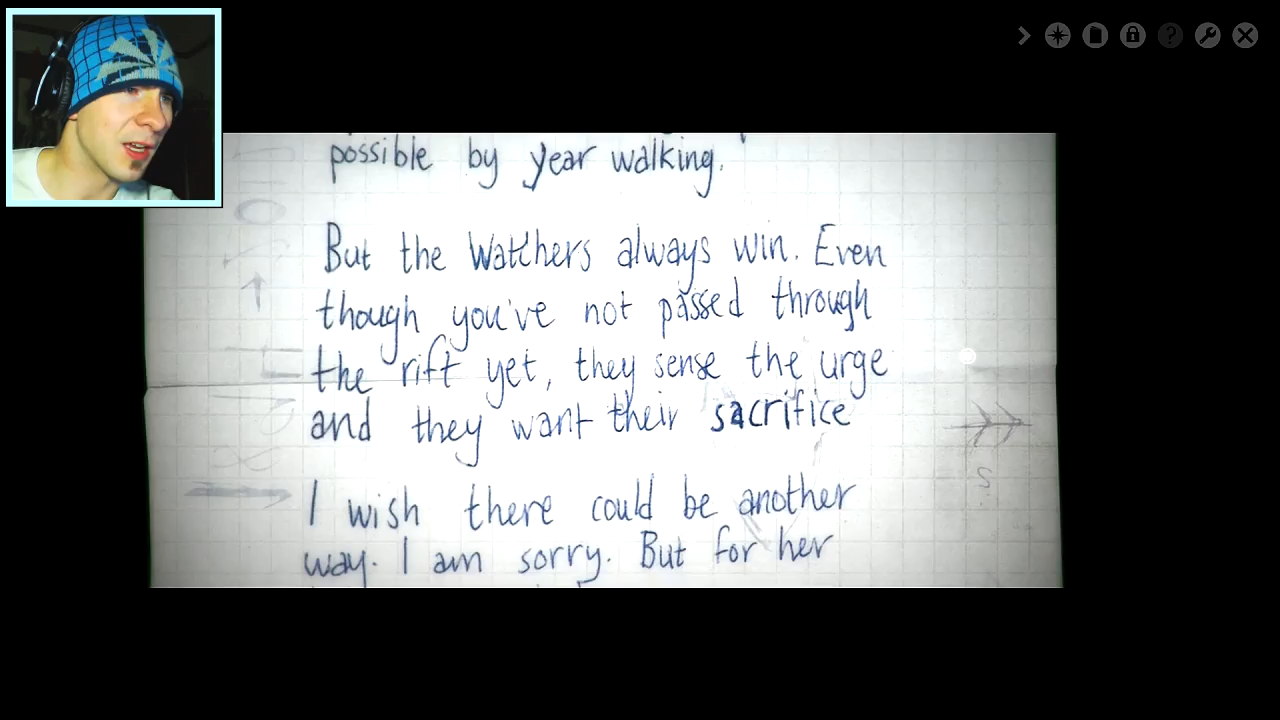 possible by year walking.
But the Watchers always win. Even
though you've not passed through
the rift yet, they sense the urge
and they want their sacrifice
I wish there could be another
way. I am sorry. But for her